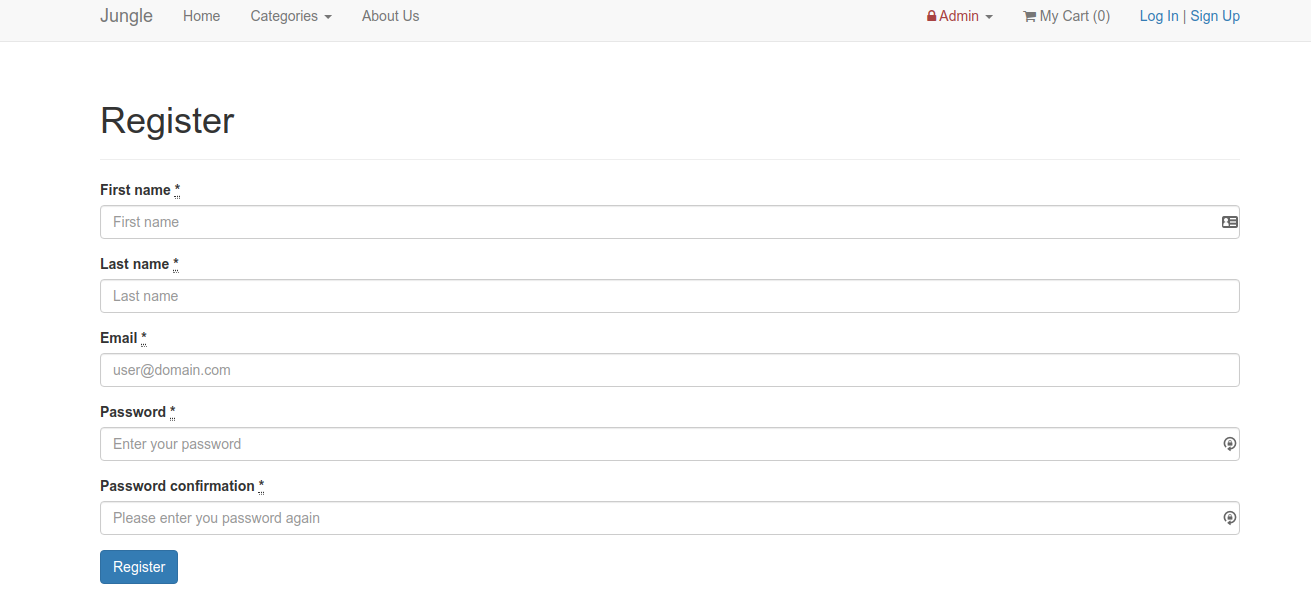 Jungle Home Categories About Us Admin My Cart (0) Log In | Sign Up
Register
First name *
First name
Last name *
Last name
Email *
user@domain.com
Password *
Enter your password
Password confirmation *
Please enter you password again
Register